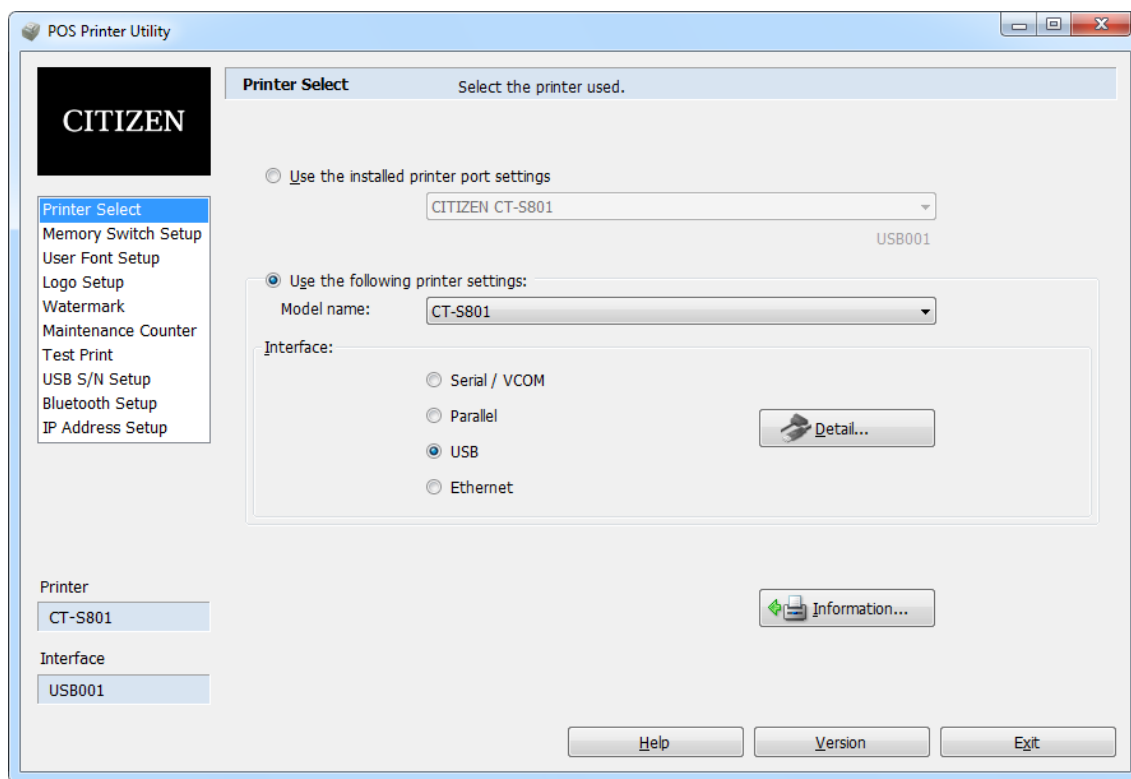 POS Printer Utility
CITIZEN
Printer Select Select the printer used.
Use the installed printer port settings
CITIZEN CT-S801
USB001
Printer Select
Memory Switch Setup
User Font Setup
Logo Setup
Watermark
Maintenance Counter
Test Print
USB S/N Setup
Bluetooth Setup
IP Address Setup
Use the following printer settings:
Model name: CT-S801
Interface:
Serial / VCOM
Parallel
USB
Ethernet
Detail...
Printer
CT-S801
Interface
USB001
Information...
Help Version Exit